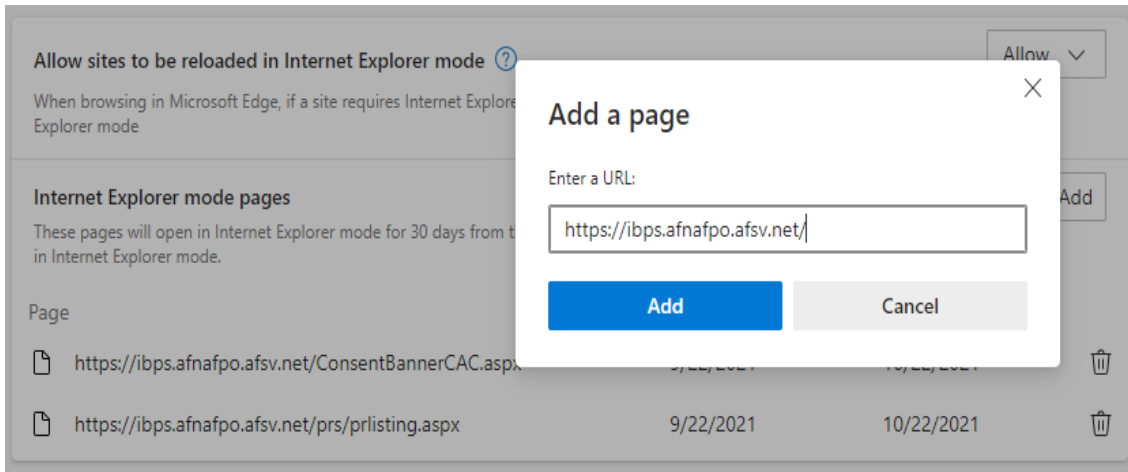 Allow sites to be reloaded in Internet Explorer mode ?
Allow
When browsing in Microsoft Edge, if a site requires Internet
Explorer mode
Add a page
Enter a URL:
https://ibps.afnafpo.afsv.net/
Add
Cancel
Internet Explorer mode pages
Add
These pages will open in Internet Explorer mode for 30 days from
in Internet Explorer mode.
Page
https://ibps.afnafpo.afsv.net/ConsentBannerCAC.aspx
https://ibps.afnafpo.afsv.net/prs/prlisting.aspx 9/22/2021 10/22/2021